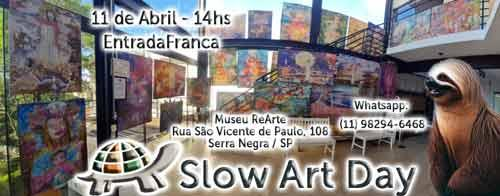 11 de Abril - 14hs
EntradaFranca
Museu ReArte
Rua São Vicente de Paulo, 108
Serra Negra / SP
Whatsapp.
(11) 98294-6468
Slow Art Day